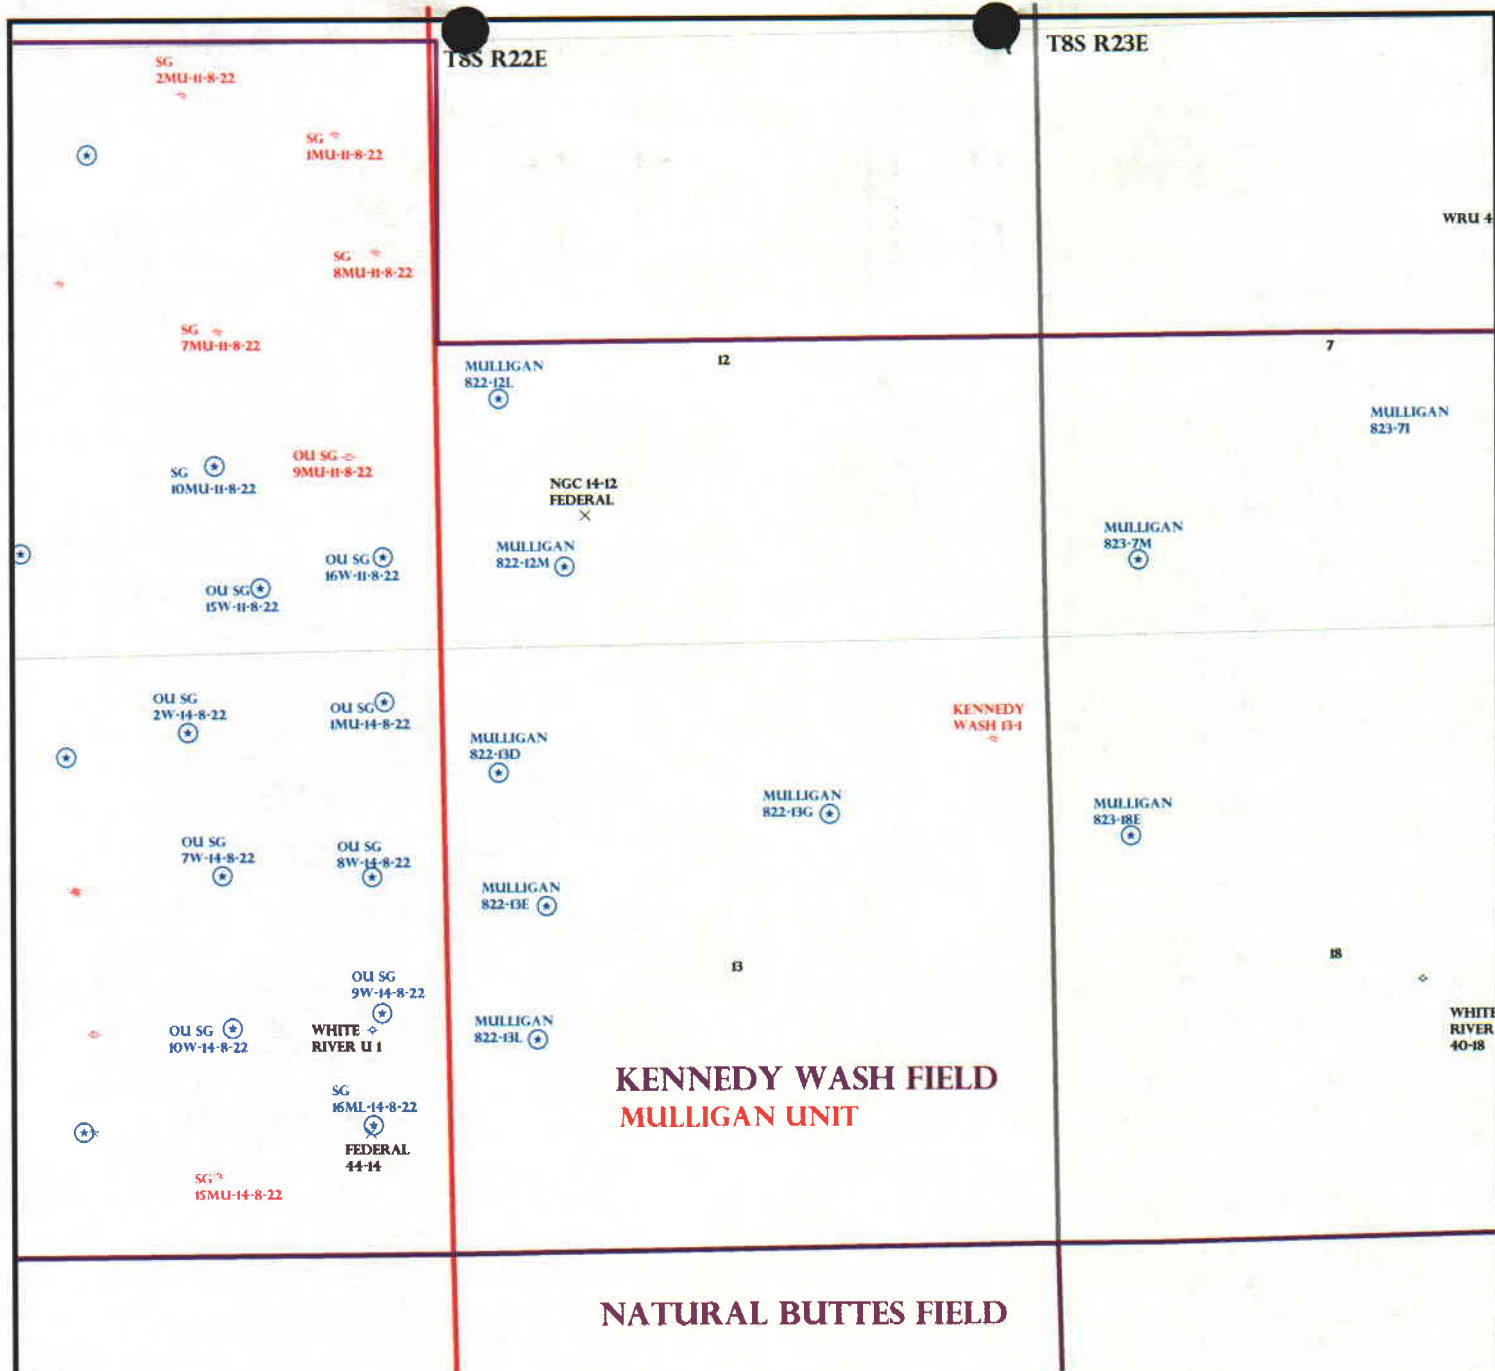 T8S R22E
T8S R23E
SG
2MU-11-8-22
SG
1MU-11-8-22
WRU 4
SG
8MU-11-8-22
SG
7MU-11-8-22
12
7
MULLIGAN
822-12L
MULLIGAN
823-7I
OU SG
9MU-11-8-22
SG
10MU-11-8-22
NGC 14-12
FEDERAL
MULLIGAN
822-12M
MULLIGAN
823-7M
OU SG
16W-11-8-22
OU SG
15W-11-8-22
OU SG
2W-14-8-22
OU SG
1MU-14-8-22
KENNEDY
WASH 13-1
MULLIGAN
822-13D
MULLIGAN
822-13G
MULLIGAN
823-18E
OU SG
7W-14-8-22
OU SG
8W-14-8-22
MULLIGAN
822-13E
13
18
OU SG
9W-14-8-22
OU SG
10W-14-8-22
WHITE
RIVER U 1
MULLIGAN
822-13L
WHITE
RIVER
40-18
KENNEDY WASH FIELD
MULLIGAN UNIT
SG
16ML-14-8-22
FEDERAL
44-14
SG
15MU-14-8-22
NATURAL BUTTES FIELD